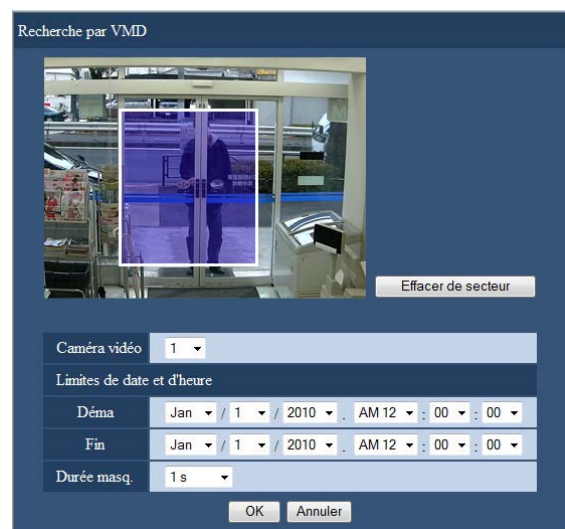 Recherche par VMD
Effacer de secteur
Caméra vidéo 1
Limites de date et d'heure
Déma Jan / 1 / 2010 . AM 12 : 00 : 00
Fin Jan / 1 / 2010 . AM 12 : 00 : 00
Durée masq. 1 s
OK Annuler